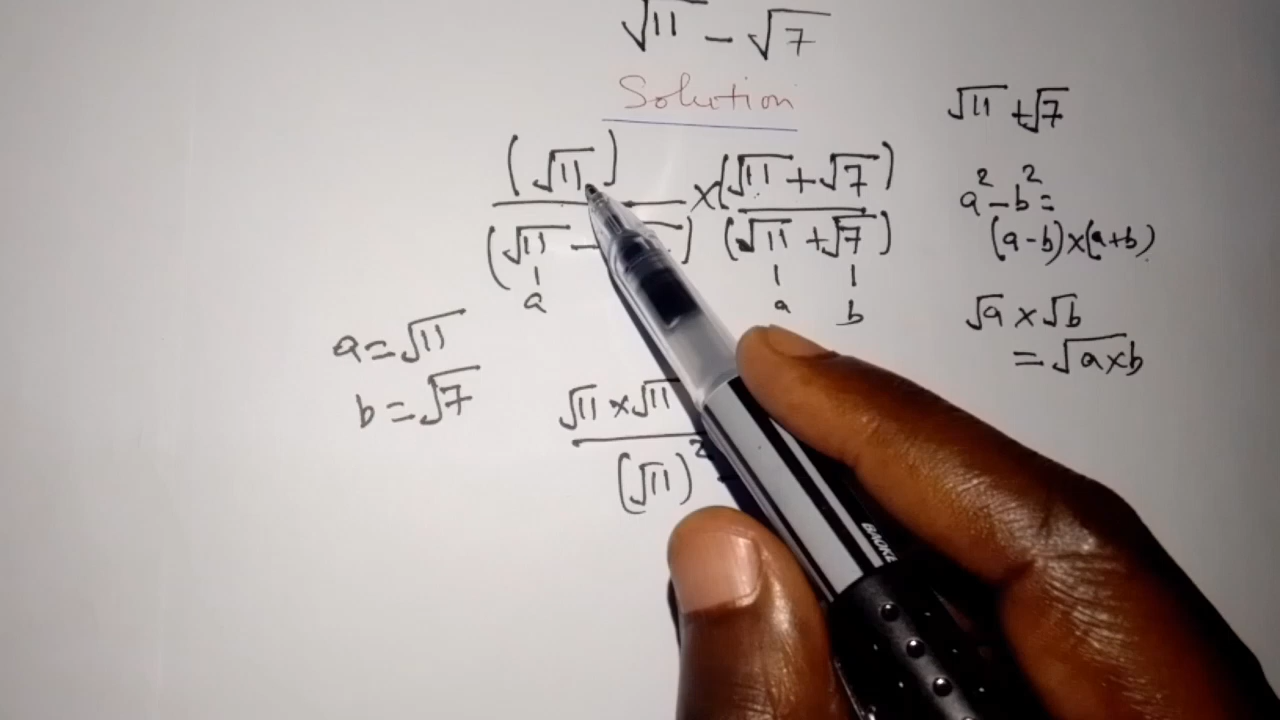 √11 - √7
Solution
(√11)
(√11 -
× (√11 + √7)
(√11 + √7)
a
a b
a = √11
b = √7
√11 × √11
(√11)²
√11 + √7
a² - b² =
(a - b) × (a + b)
√a × √b
= √a×b
BAOKE